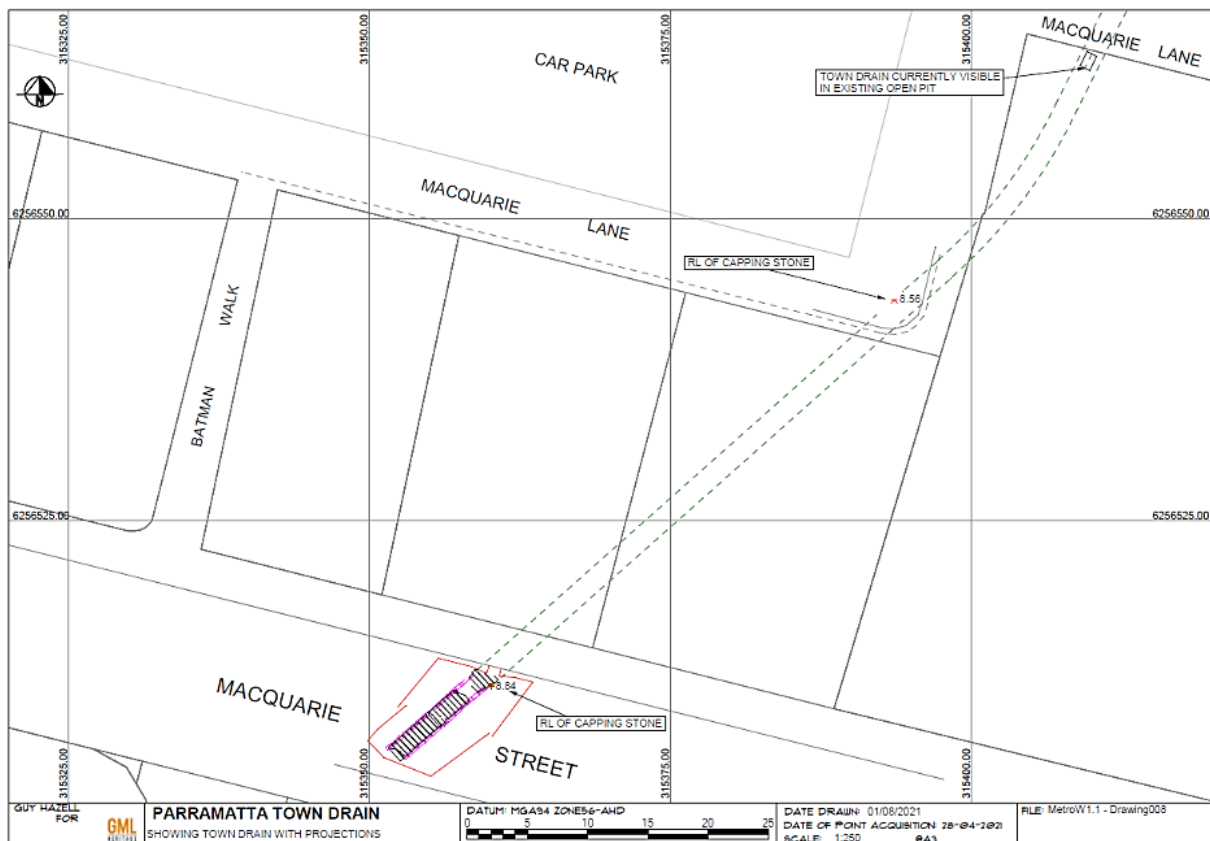 315325.00
315350.00
315375.00
315400.00
MACQUARIE LANE
CAR PARK
TOWN DRAIN CURRENTLY VISIBLE
IN EXISTING OPEN PIT
N
MACQUARIE
LANE
6256550.00
6256550.00
RL OF CAPPING STONE
8.56
BATMAN WALK
6256525.00
6256525.00
8.84
MACQUARIE
RL OF CAPPING STONE
STREET
315325.00
315350.00
315375.00
315400.00
GUY HAZELL
FOR
GML
HERITAGE
PARRAMATTA TOWN DRAIN
SHOWING TOWN DRAIN WITH PROJECTIONS
DATUM: MGA94 ZONE56-AHD
0 5 10 15 20 25
DATE DRAWN: 01/08/2021
DATE OF POINT ACQUISITION: 28-04-2021
SCALE: 1:250 @A3
FILE: MetroW1.1 - Drawing008